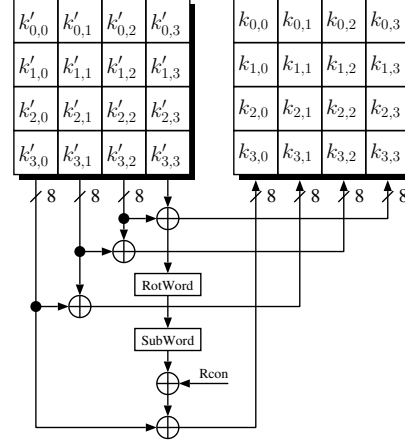 k′0,0 k′0,1 k′0,2 k′0,3 k0,0 k0,1 k0,2 k0,3
k′1,0 k′1,1 k′1,2 k′1,3 k1,0 k1,1 k1,2 k1,3
k′2,0 k′2,1 k′2,2 k′2,3 k2,0 k2,1 k2,2 k2,3
k′3,0 k′3,1 k′3,2 k′3,3 k3,0 k3,1 k3,2 k3,3
8 8 8 8 8 8 8
RotWord
SubWord
Rcon